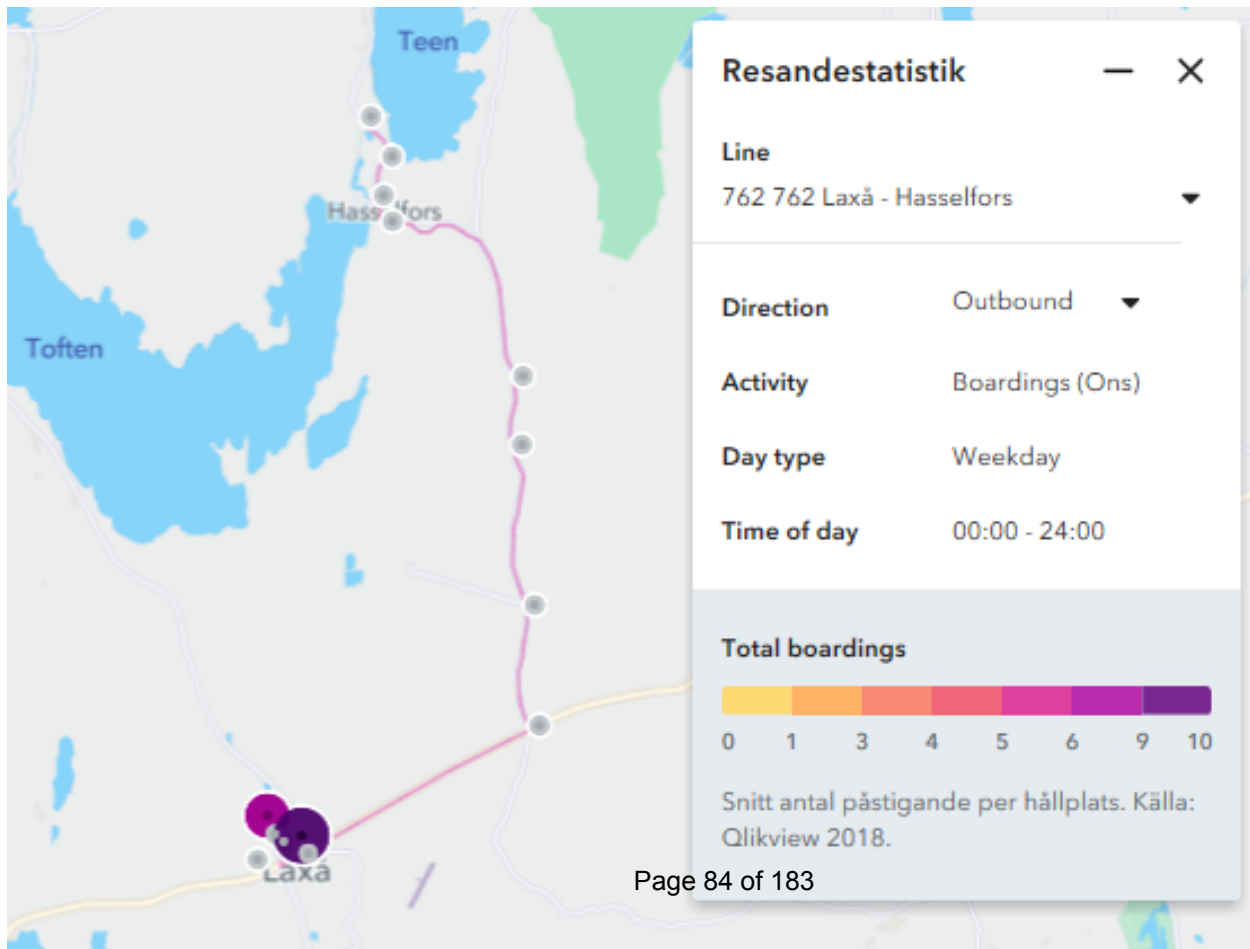 Teen
Hasselfors
Toften
Laxå
Resandestatistik
Line
762 762 Laxå - Hasselfors
Direction Outbound
Activity Boardings (Ons)
Day type Weekday
Time of day 00:00 - 24:00
Total boardings
0 1 3 4 5 6 9 10
Snitt antal påstigande per hållplats. Källa:
Qlikview 2018.
Page 84 of 183